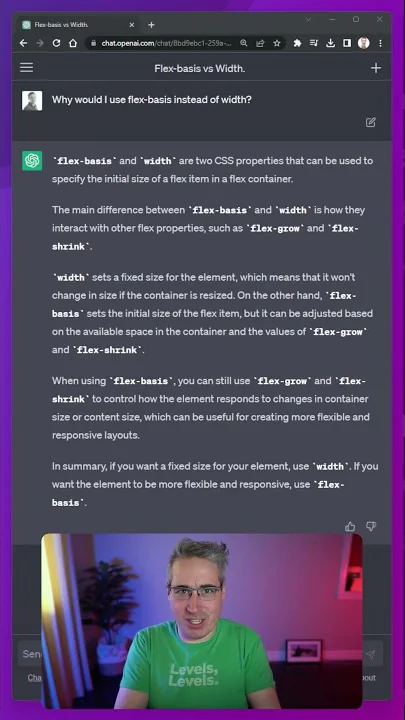 Flex-basis vs Width.
chat.openai.com/chat/8bd9ebc1-259a-...
Flex-basis vs Width.
Why would I use flex-basis instead of width?
`flex-basis` and `width` are two CSS properties that can be used to
specify the initial size of a flex item in a flex container.
The main difference between `flex-basis` and `width` is how they
interact with other flex properties, such as `flex-grow` and `flex-
shrink`.
`width` sets a fixed size for the element, which means that it won't
change in size if the container is resized. On the other hand, `flex-
basis` sets the initial size of the flex item, but it can be adjusted based
on the available space in the container and the values of `flex-grow`
and `flex-shrink`.
When using `flex-basis`, you can still use `flex-grow` and `flex-
shrink` to control how the element responds to changes in container
size or content size, which can be useful for creating more flexible and
responsive layouts.
In summary, if you want a fixed size for your element, use `width`. If you
want the element to be more flexible and responsive, use `flex-
basis`.
Levels,
Levels.